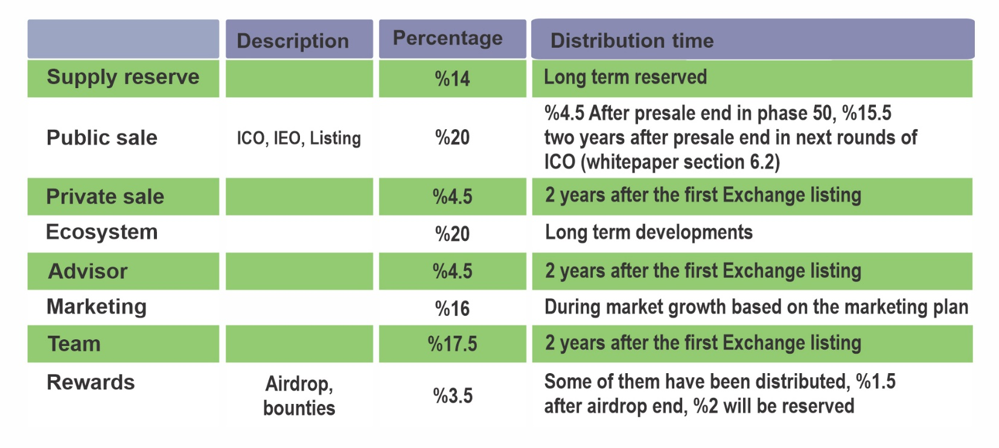 Description Percentage Distribution time
Supply reserve %14 Long term reserved
Public sale ICO, IEO, Listing %20 %4.5 After presale end in phase 50, %15.5
two years after presale end in next rounds of
ICO (whitepaper section 6.2)
Private sale %4.5 2 years after the first Exchange listing
Ecosystem %20 Long term developments
Advisor %4.5 2 years after the first Exchange listing
Marketing %16 During market growth based on the marketing plan
Team %17.5 2 years after the first Exchange listing
Rewards Airdrop,
bounties %3.5 Some of them have been distributed, %1.5
after airdrop end, %2 will be reserved